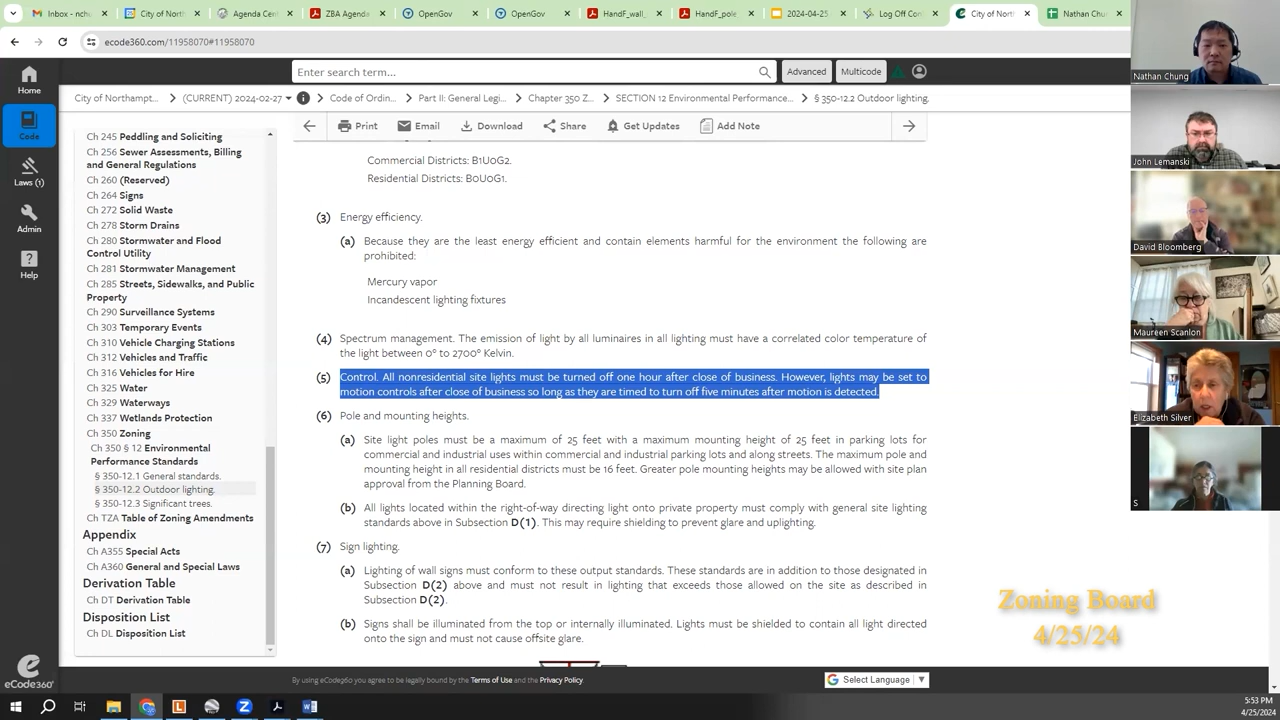 Inbox - nchu
City of North
Agenda Cen
ZBA Agenda
OpenGov
OpenGov
HandF_wall_
HandF_pole_
2024-04-25
Log Off Con
City of Nort
Nathan Chu
ecode360.com/11958070#11958070
Enter search term...
Advanced
Multicode
City of Northampt...
(CURRENT) 2024-02-27
Code of Ordin...
Part II: General Legi...
Chapter 350 Z...
SECTION 12 Environmental Performance...
§ 350-12.2 Outdoor lighting.
Home
Code
Laws (1)
Admin
Help
eCode360®
Ch 245 Peddling and Soliciting
Ch 256 Sewer Assessments, Billing
and General Regulations
Ch 260 (Reserved)
Ch 264 Signs
Ch 272 Solid Waste
Ch 278 Storm Drains
Ch 280 Stormwater and Flood
Control Utility
Ch 281 Stormwater Management
Ch 285 Streets, Sidewalks, and Public
Property
Ch 290 Surveillance Systems
Ch 303 Temporary Events
Ch 310 Vehicle Charging Stations
Ch 312 Vehicles and Traffic
Ch 316 Vehicles for Hire
Ch 325 Water
Ch 329 Waterways
Ch 337 Wetlands Protection
Ch 350 Zoning
Ch 350 § 12 Environmental
Performance Standards
§ 350-12.1 General standards.
§ 350-12.2 Outdoor lighting.
§ 350-12.3 Significant trees.
Ch TZA Table of Zoning Amendments
Appendix
Ch A355 Special Acts
Ch A360 General and Special Laws
Derivation Table
Ch DT Derivation Table
Disposition List
Ch DL Disposition List
Print
Email
Download
Share
Get Updates
Add Note
Commercial Districts: B1U0G2.
Residential Districts: B0U0G1.
(3) Energy efficiency.
(a) Because they are the least energy efficient and contain elements harmful for the environment the following are
prohibited:
Mercury vapor
Incandescent lighting fixtures
(4) Spectrum management. The emission of light by all luminaires in all lighting must have a correlated color temperature of
the light between 0° to 2700° Kelvin.
(5) Control. All nonresidential site lights must be turned off one hour after close of business. However, lights may be set to
motion controls after close of business so long as they are timed to turn off five minutes after motion is detected.
(6) Pole and mounting heights.
(a) Site light poles must be a maximum of 25 feet with a maximum mounting height of 25 feet in parking lots for
commercial and industrial uses within commercial and industrial parking lots and along streets. The maximum pole and
mounting height in all residential districts must be 16 feet. Greater pole mounting heights may be allowed with site plan
approval from the Planning Board.
(b) All lights located within the right-of-way directing light onto private property must comply with general site lighting
standards above in Subsection D(1). This may require shielding to prevent glare and uplighting.
(7) Sign lighting.
(a) Lighting of wall signs must conform to these output standards. These standards are in addition to those designated in
Subsection D(2) above and must not result in lighting that exceeds those allowed on the site as described in
Subsection D(2).
(b) Signs shall be illuminated from the top or internally illuminated. Lights must be shielded to contain all light directed
onto the sign and must not cause offsite glare.
By using eCode360 you agree to be legally bound by the Terms of Use and the Privacy Policy.
Select Language
Nathan Chung
John Lemanski
David Bloomberg
Maureen Scanlon
Elizabeth Silver
S
Zoning Board
4/25/24
5:53 PM
4/25/2024